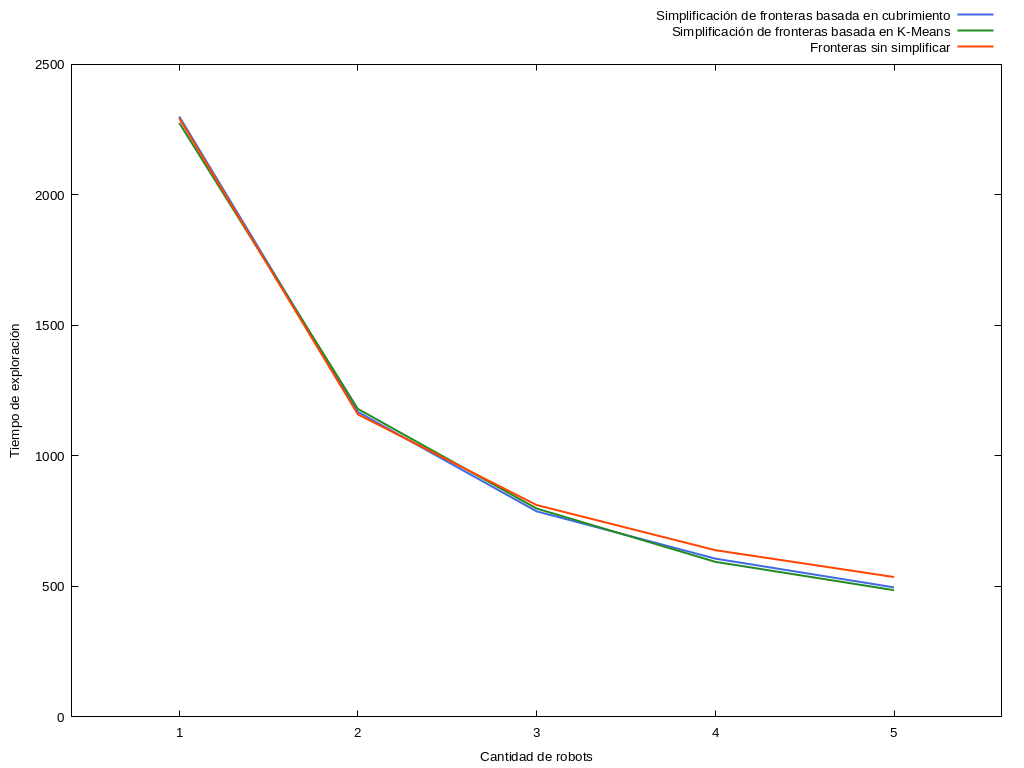 Simplificación de fronteras basada en cubrimiento
Simplificación de fronteras basada en K-Means
Fronteras sin simplificar
2500
2000
1500
1000
500
0
Tiempo de exploración
1 2 3 4 5
Cantidad de robots